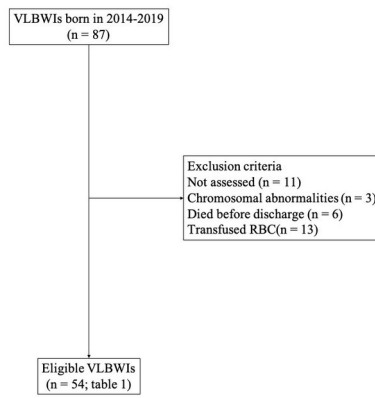 VLBWIs born in 2014-2019
(n = 87)
Exclusion criteria
Not assessed (n = 11)
Chromosomal abnormalities (n = 3)
Died before discharge (n = 6)
Transfused RBC(n = 13)
Eligible VLBWIs
(n = 54; table 1)